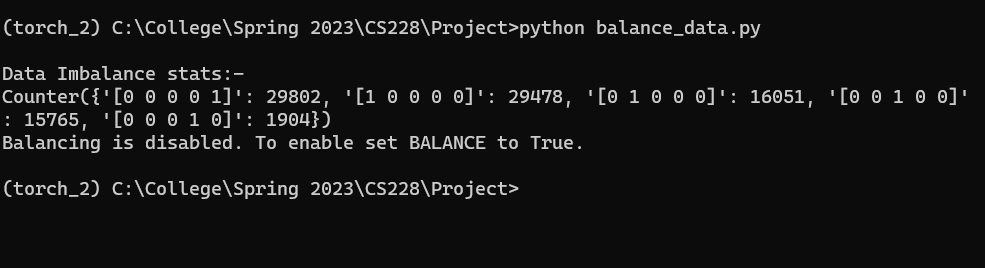 (torch_2) C:\College\Spring 2023\CS228\Project>python balance_data.py
Data Imbalance stats:-
Counter({'[0 0 0 0 1]': 29802, '[1 0 0 0 0]': 29478, '[0 1 0 0 0]': 16051, '[0 0 1 0 0]'
: 15765, '[0 0 0 1 0]': 1904})
Balancing is disabled. To enable set BALANCE to True.
(torch_2) C:\College\Spring 2023\CS228\Project>